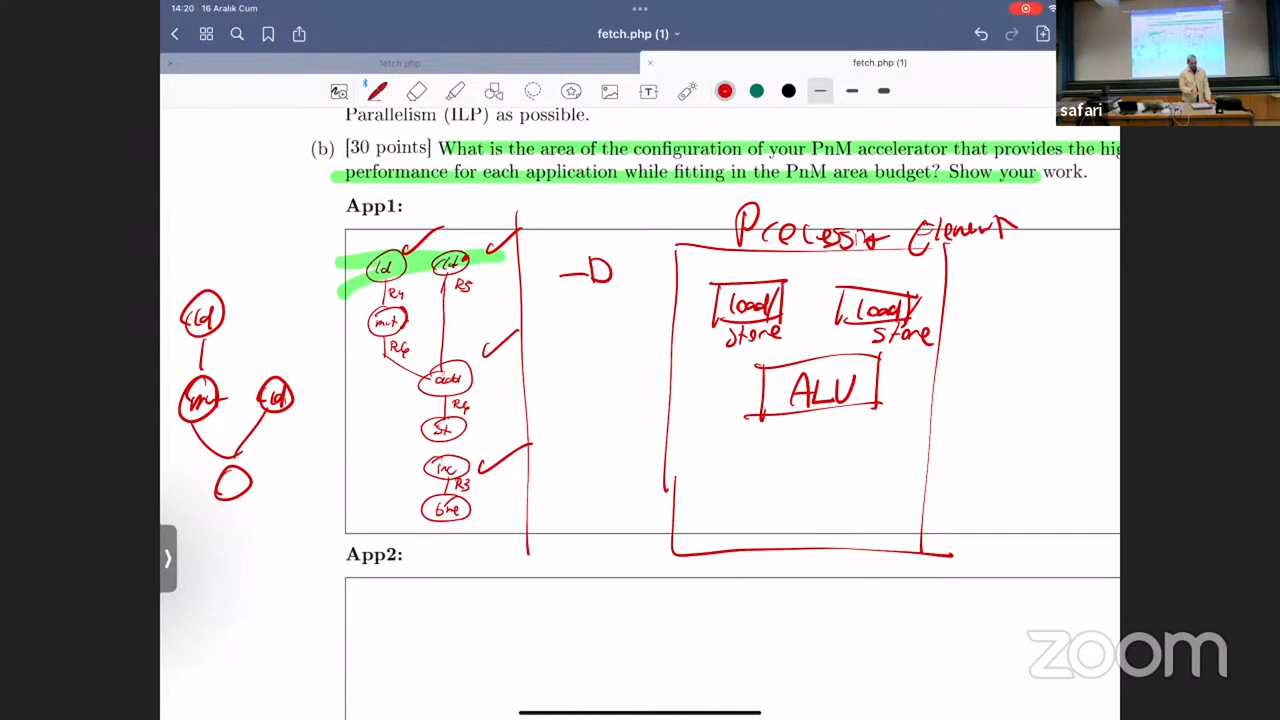 14:20 16 Aralık Cum
fetch.php (1)
fetch.php
fetch.php (1)
safari
Parallelism (ILP) as possible.
(b) [30 points] What is the area of the configuration of your PnM accelerator that provides the hig
performance for each application while fitting in the PnM area budget? Show your work.
App1:
ld
R4
mut
R6
R5
add
R6
St
inc
R3
ld
mut
ld
Processing Element
load/
store
load/
store
ALU
App2:
zoom